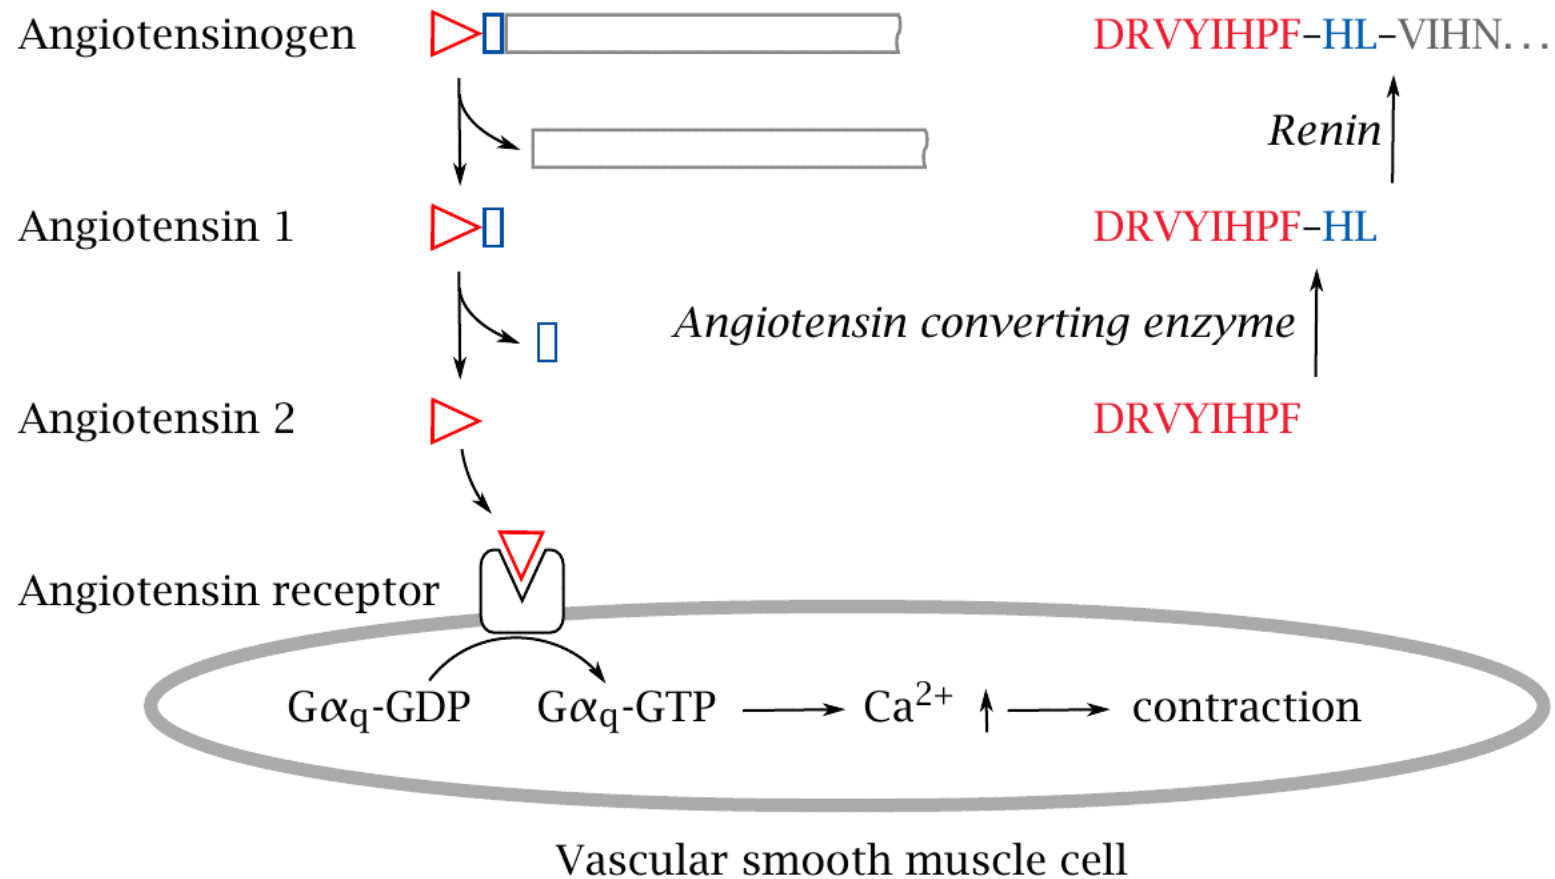 Angiotensinogen DRVYIHPF–HL–VIHN...
Renin
Angiotensin 1 DRVYIHPF–HL
Angiotensin converting enzyme
Angiotensin 2 DRVYIHPF
Angiotensin receptor
Gαq-GDP Gαq-GTP Ca2+ contraction
Vascular smooth muscle cell